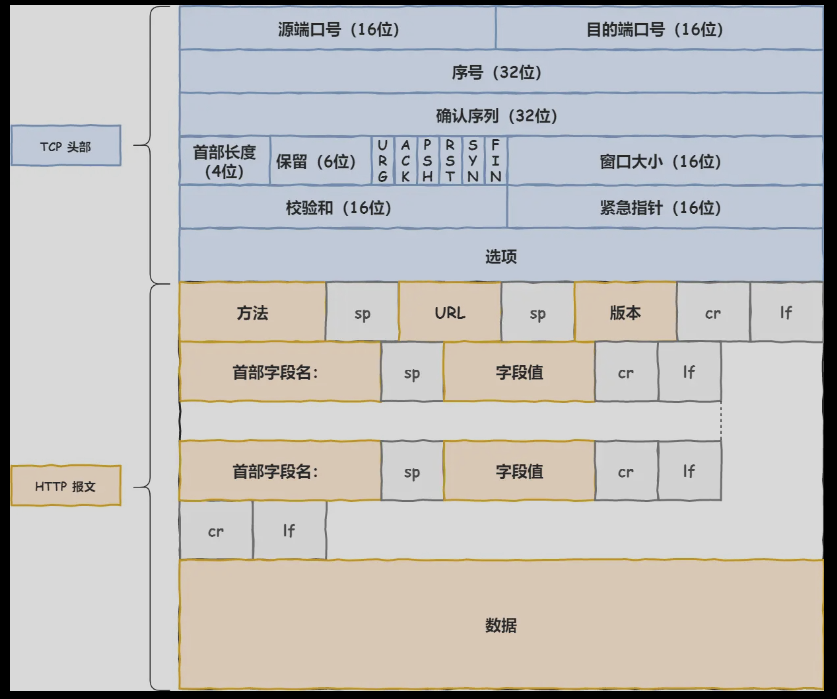 源端口号（16位）
目的端口号（16位）
序号（32位）
确认序列（32位）
TCP 头部
首部长度
（4位）
保留（6位）
URG
ACK
PSH
RST
SYN
FIN
窗口大小（16位）
校验和（16位）
紧急指针（16位）
选项
方法
sp
URL
sp
版本
cr
lf
首部字段名：
sp
字段值
cr
lf
首部字段名：
sp
字段值
cr
lf
HTTP 报文
cr
lf
数据